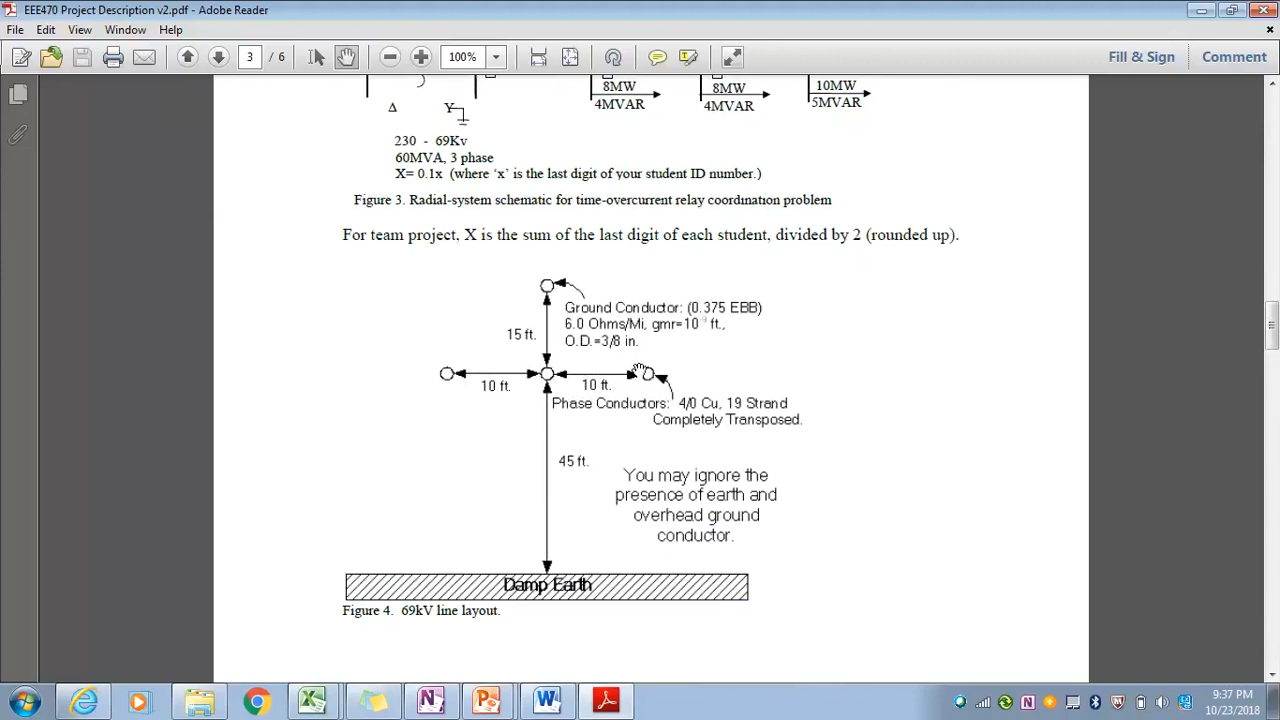 EEE470 Project Description v2.pdf - Adobe Reader
File Edit View Window Help
3 / 6 100% Fill & Sign Comment
8MW 8MW 10MW
4MVAR 4MVAR 5MVAR
Δ Y
230 - 69Kv
60MVA, 3 phase
X= 0.1x (where ‘x’ is the last digit of your student ID number.)
Figure 3. Radial-system schematic for time-overcurrent relay coordination problem
For team project, X is the sum of the last digit of each student, divided by 2 (rounded up).
Ground Conductor: (0.375 EBB)
6.0 Ohms/Mi, gmr=10 ft.,
O.D.=3/8 in.
15 ft.
10 ft. 10 ft.
Phase Conductors: 4/0 Cu, 19 Strand
Completely Transposed.
45 ft.
You may ignore the
presence of earth and
overhead ground
conductor.
Damp Earth
Figure 4. 69kV line layout.
9:37 PM
10/23/2018